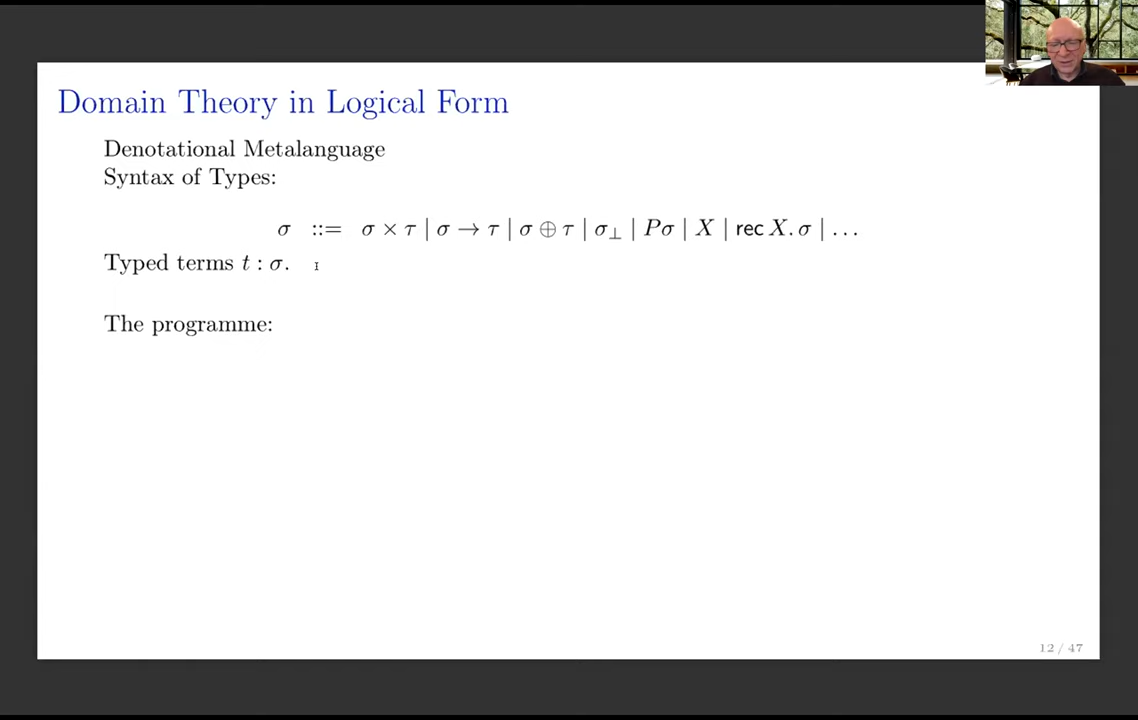 Domain Theory in Logical Form
Denotational Metalanguage
Syntax of Types:
σ ::= σ × τ | σ → τ | σ ⊕ τ | σ⊥ | Pσ | X | rec X. σ | . . .
Typed terms t : σ.
The programme:
12 / 47